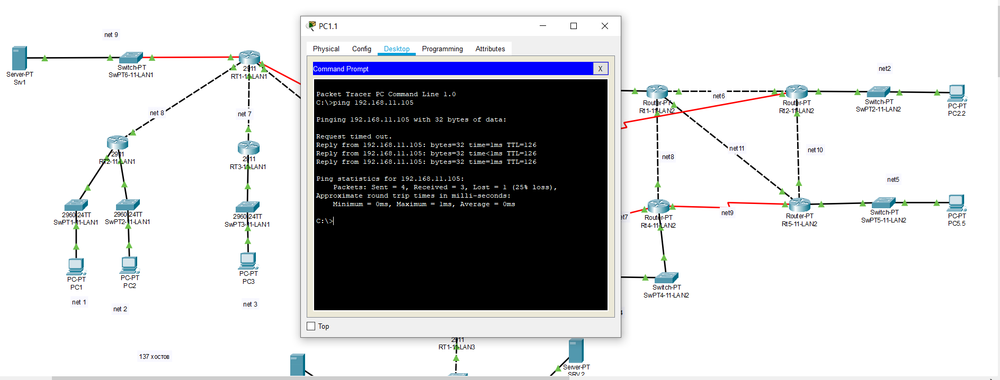 net 9
Server-PT
Srv1
Switch-PT
SwPT6-11-LAN1
2911
RT1-11-LAN1
net 8
net 7
2911
RT2-11-LAN1
2911
RT3-11-LAN1
2960-24TT
SwPT1-11-LAN1
2960-24TT
SwPT2-11-LAN1
2960-24TT
SwPT3-11-LAN1
PC-PT
PC1
PC-PT
PC2
PC-PT
PC3
net 1
net 2
net 3
137 хостов
PC1.1
Physical Config Desktop Programming Attributes
Command Prompt
X
Packet Tracer PC Command Line 1.0
C:\>ping 192.168.11.105
Pinging 192.168.11.105 with 32 bytes of data:
Request timed out.
Reply from 192.168.11.105: bytes=32 time=1ms TTL=126
Reply from 192.168.11.105: bytes=32 time<1ms TTL=126
Reply from 192.168.11.105: bytes=32 time=1ms TTL=126
Ping statistics for 192.168.11.105:
Packets: Sent = 4, Received = 3, Lost = 1 (25% loss),
Approximate round trip times in milli-seconds:
Minimum = 0ms, Maximum = 1ms, Average = 0ms
C:\>
Top
2911
RT1-11-LAN3
Server-PT
SRV.2
net2
Router-PT
Rt1-11-LAN2
net6
Router-PT
Rt2-11-LAN2
Switch-PT
SwPT2-11-LAN2
PC-PT
PC2.2
net8
net11
net10
net5
et7
Router-PT
Rt4-11-LAN2
net9
Router-PT
Rt5-11-LAN2
Switch-PT
SwPT5-11-LAN2
PC-PT
PC5.5
Switch-PT
SwPT4-11-LAN2